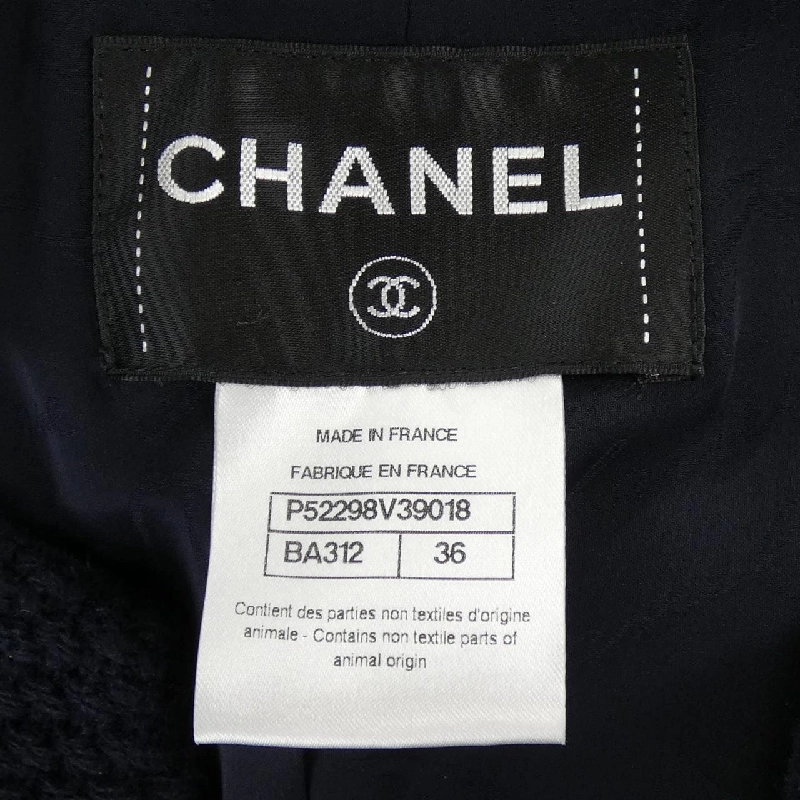 CHANEL
MADE IN FRANCE
FABRIQUE EN FRANCE
P52298V39018
BA312 36
Contient des parties non textiles d'origine
animale - Contains non textile parts of
animal origin